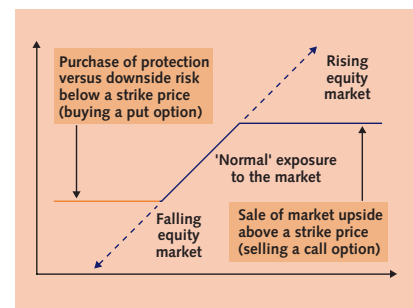 Purchase of protection
versus downside risk
below a strike price
(buying a put option)
Rising
equity
market
'Normal' exposure
to the market
Falling
equity
market
Sale of market upside
above a strike price
(selling a call option)